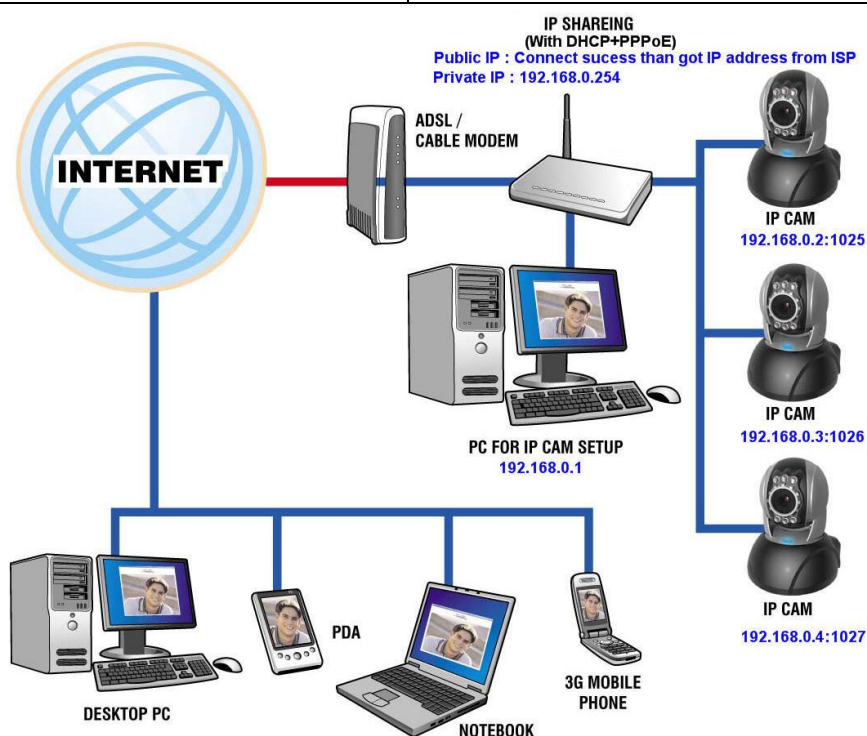 IP SHAREING
(With DHCP+PPPoE)
Public IP : Connect sucess than got IP address from ISP
Private IP : 192.168.0.254
ADSL /
CABLE MODEM
INTERNET
IP CAM
192.168.0.2:1025
IP CAM
192.168.0.3:1026
PC FOR IP CAM SETUP
192.168.0.1
IP CAM
192.168.0.4:1027
PDA
3G MOBILE
PHONE
DESKTOP PC
NOTEBOOK